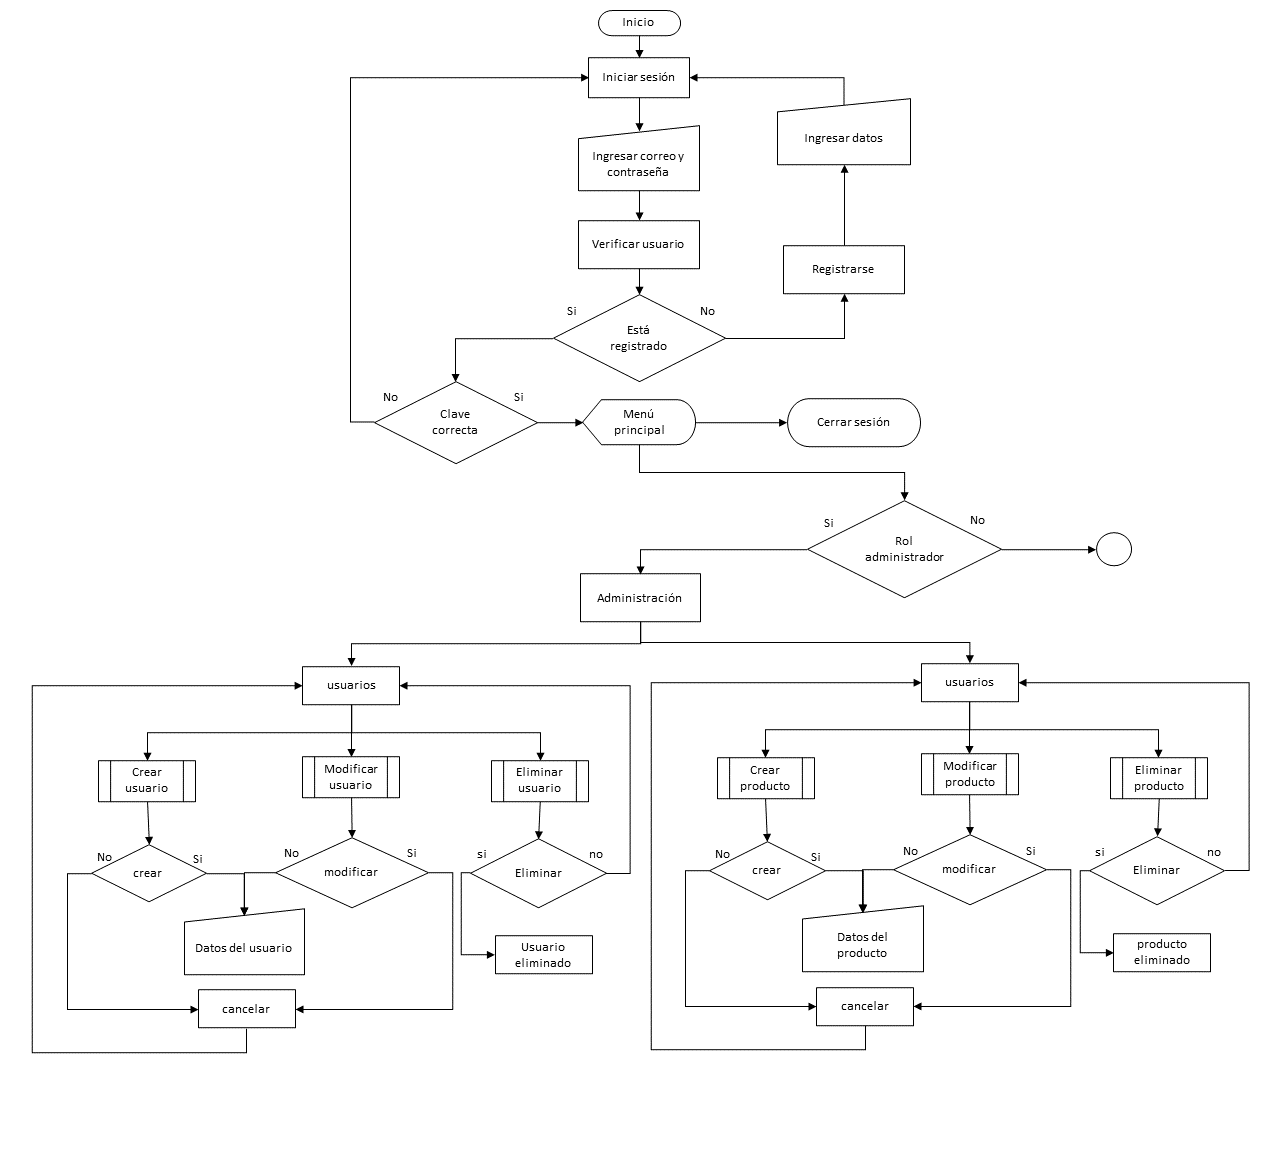 Inicio
Iniciar sesión
Ingresar datos
Ingresar correo y
contraseña
Verificar usuario
Registrarse
Si
No
Está
registrado
No
Si
Clave
correcta
Menú
principal
Cerrar sesión
Si
No
Rol
administrador
Administración
usuarios
usuarios
Crear
usuario
Modificar
usuario
Eliminar
usuario
Crear
producto
Modificar
producto
Eliminar
producto
No
Si
crear
No
Si
modificar
si
no
Eliminar
No
Si
crear
No
Si
modificar
si
no
Eliminar
Datos del usuario
Usuario
eliminado
Datos del
producto
producto
eliminado
cancelar
cancelar